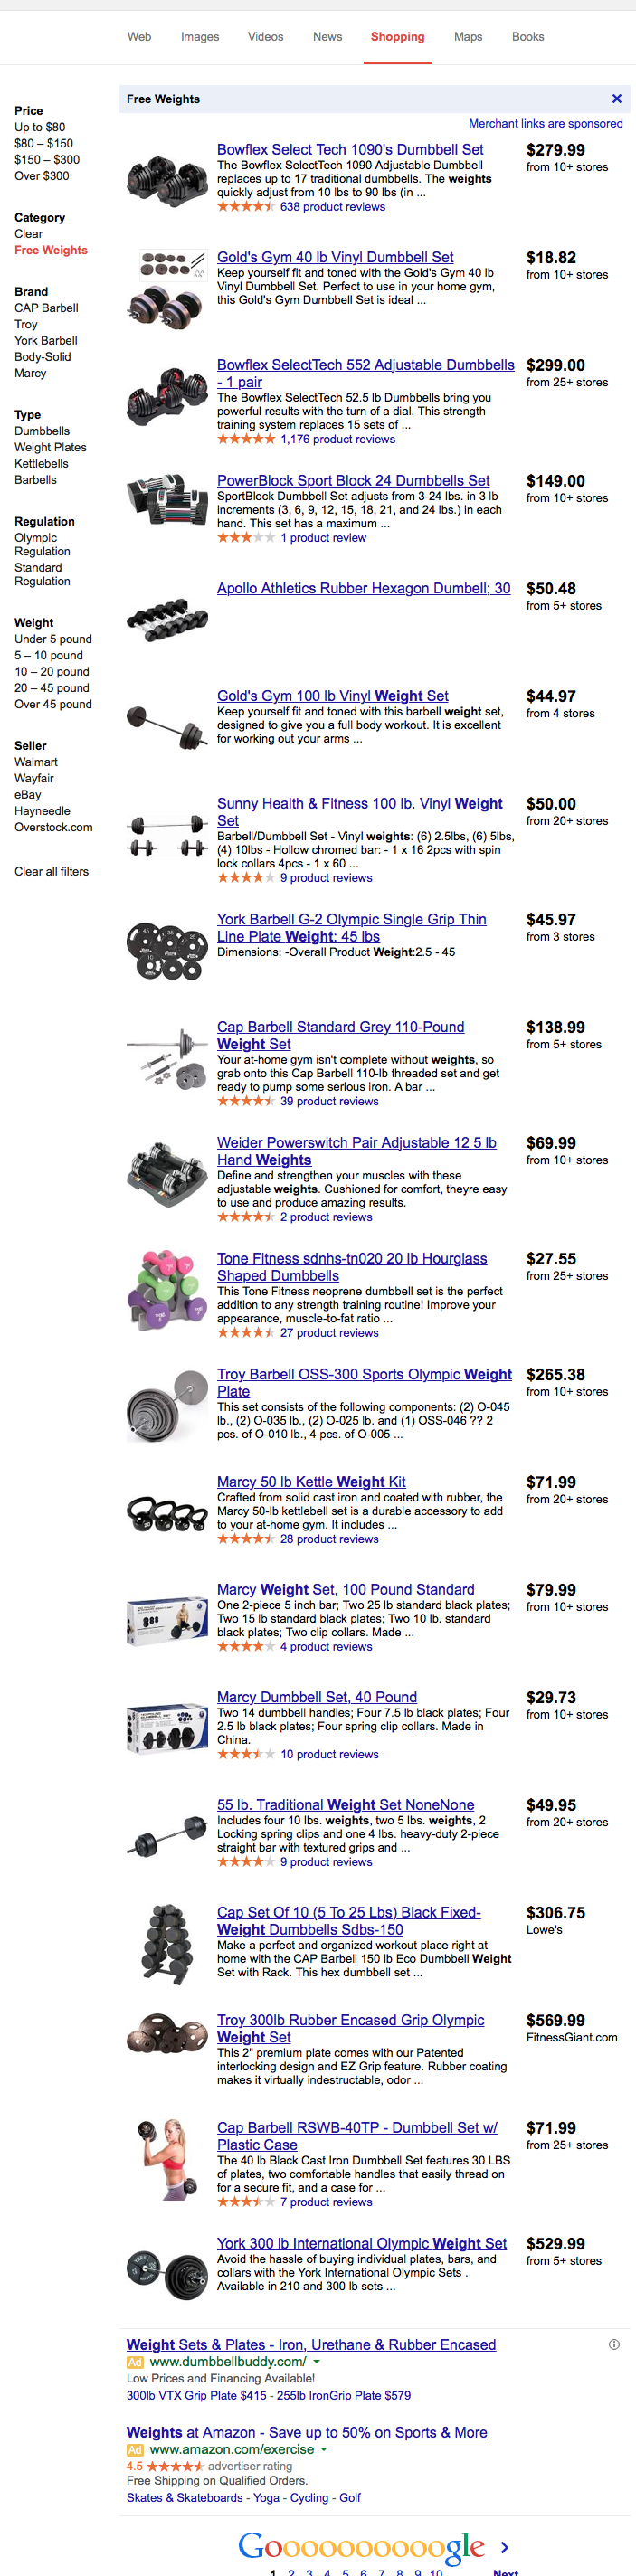 Web Images Videos News Shopping Maps Books
Price
Up to $80
$80 – $150
$150 – $300
Over $300
Category
Clear
Free Weights
Brand
CAP Barbell
Troy
York Barbell
Body-Solid
Marcy
Type
Dumbbells
Weight Plates
Kettlebells
Barbells
Regulation
Olympic
Regulation
Standard
Regulation
Weight
Under 5 pound
5 – 10 pound
10 – 20 pound
20 – 45 pound
Over 45 pound
Seller
Walmart
Wayfair
eBay
Hayneedle
Overstock.com
Clear all filters
Free Weights
Merchant links are sponsored
Bowflex Select Tech 1090's Dumbbell Set
The Bowflex SelectTech 1090 Adjustable Dumbbell
replaces up to 17 traditional dumbbells. The weights
quickly adjust from 10 lbs to 90 lbs (in ...
638 product reviews
$279.99
from 10+ stores
Gold's Gym 40 lb Vinyl Dumbbell Set
Keep yourself fit and toned with the Gold's Gym 40 lb
Vinyl Dumbbell Set. Perfect to use in your home gym,
this Gold's Gym Dumbbell Set is ideal ...
$18.82
from 10+ stores
Bowflex SelectTech 552 Adjustable Dumbbells
- 1 pair
The Bowflex SelectTech 52.5 lb Dumbbells bring you
powerful results with the turn of a dial. This strength
training system replaces 15 sets of ...
1,176 product reviews
$299.00
from 25+ stores
PowerBlock Sport Block 24 Dumbbells Set
SportBlock Dumbbell Set adjusts from 3-24 lbs. in 3 lb
increments (3, 6, 9, 12, 15, 18, 21, and 24 lbs.) in each
hand. This set has a maximum ...
1 product review
$149.00
from 10+ stores
Apollo Athletics Rubber Hexagon Dumbell; 30
$50.48
from 5+ stores
Gold's Gym 100 lb Vinyl Weight Set
Keep yourself fit and toned with this barbell weight set,
designed to give you a full body workout. It is excellent
for working out your arms ...
$44.97
from 4 stores
Sunny Health & Fitness 100 lb. Vinyl Weight
Set
Barbell/Dumbbell Set - Vinyl weights: (6) 2.5lbs, (6) 5lbs,
(4) 10lbs - Hollow chromed bar: - 1 x 16 2pcs with spin
lock collars 4pcs - 1 x 60 ...
9 product reviews
$50.00
from 20+ stores
York Barbell G-2 Olympic Single Grip Thin
Line Plate Weight: 45 lbs
Dimensions: -Overall Product Weight:2.5 - 45
$45.97
from 3 stores
Cap Barbell Standard Grey 110-Pound
Weight Set
Your at-home gym isn't complete without weights, so
grab onto this Cap Barbell 110-lb threaded set and get
ready to pump some serious iron. A bar ...
39 product reviews
$138.99
from 5+ stores
Weider Powerswitch Pair Adjustable 12 5 lb
Hand Weights
Define and strengthen your muscles with these
adjustable weights. Cushioned for comfort, theyre easy
to use and produce amazing results.
2 product reviews
$69.99
from 10+ stores
Tone Fitness sdnhs-tn020 20 lb Hourglass
Shaped Dumbbells
This Tone Fitness neoprene dumbbell set is the perfect
addition to any strength training routine! Improve your
appearance, muscle-to-fat ratio ...
27 product reviews
$27.55
from 25+ stores
Troy Barbell OSS-300 Sports Olympic Weight
Plate
This set consists of the following components: (2) O-045
lb., (2) O-035 lb., (2) O-025 lb. and (1) OSS-046 ?? 2
pcs. of O-010 lb., 4 pcs. of O-005 ...
$265.38
from 10+ stores
Marcy 50 lb Kettle Weight Kit
Crafted from solid cast iron and coated with rubber, the
Marcy 50-lb kettlebell set is a durable accessory to add
to your at-home gym. It includes ...
28 product reviews
$71.99
from 20+ stores
Marcy Weight Set, 100 Pound Standard
One 2-piece 5 inch bar; Two 25 lb standard black plates;
Two 15 lb standard black plates; Two 10 lb. standard
black plates; Two clip collars. Made ...
4 product reviews
$79.99
from 10+ stores
Marcy Dumbbell Set, 40 Pound
Two 14 dumbbell handles; Four 7.5 lb black plates; Four
2.5 lb black plates; Four spring clip collars. Made in
China.
10 product reviews
$29.73
from 10+ stores
55 lb. Traditional Weight Set NoneNone
Includes four 10 lbs. weights, two 5 lbs. weights, 2
Locking spring clips and one 4 lbs. heavy-duty 2-piece
straight bar with textured grips and ...
9 product reviews
$49.95
from 20+ stores
Cap Set Of 10 (5 To 25 Lbs) Black Fixed-
Weight Dumbbells Sdbs-150
Make a perfect and organized workout place right at
home with the CAP Barbell 150 lb Eco Dumbbell Weight
Set with Rack. This hex dumbbell set ...
$306.75
Lowe's
Troy 300lb Rubber Encased Grip Olympic
Weight Set
This 2" premium plate comes with our Patented
interlocking design and EZ Grip feature. Rubber coating
makes it virtually indestructable, odor ...
$569.99
FitnessGiant.com
Cap Barbell RSWB-40TP - Dumbbell Set w/
Plastic Case
The 40 lb Black Cast Iron Dumbbell Set features 30 LBS
of plates, two comfortable handles that easily thread on
for a secure fit, and a case for ...
7 product reviews
$71.99
from 25+ stores
York 300 lb International Olympic Weight Set
Avoid the hassle of buying individual plates, bars, and
collars with the York International Olympic Sets .
Available in 210 and 300 lb sets ...
$529.99
from 5+ stores
Weight Sets & Plates - Iron, Urethane & Rubber Encased
Ad www.dumbbellbuddy.com/
Low Prices and Financing Available!
300lb VTX Grip Plate $415 - 255lb IronGrip Plate $579
Weights at Amazon - Save up to 50% on Sports & More
Ad www.amazon.com/exercise
4.5 advertiser rating
Free Shipping on Qualified Orders.
Skates & Skateboards - Yoga - Cycling - Golf
Goooooooooogle
1 2 3 4 5 6 7 8 9 10 Next